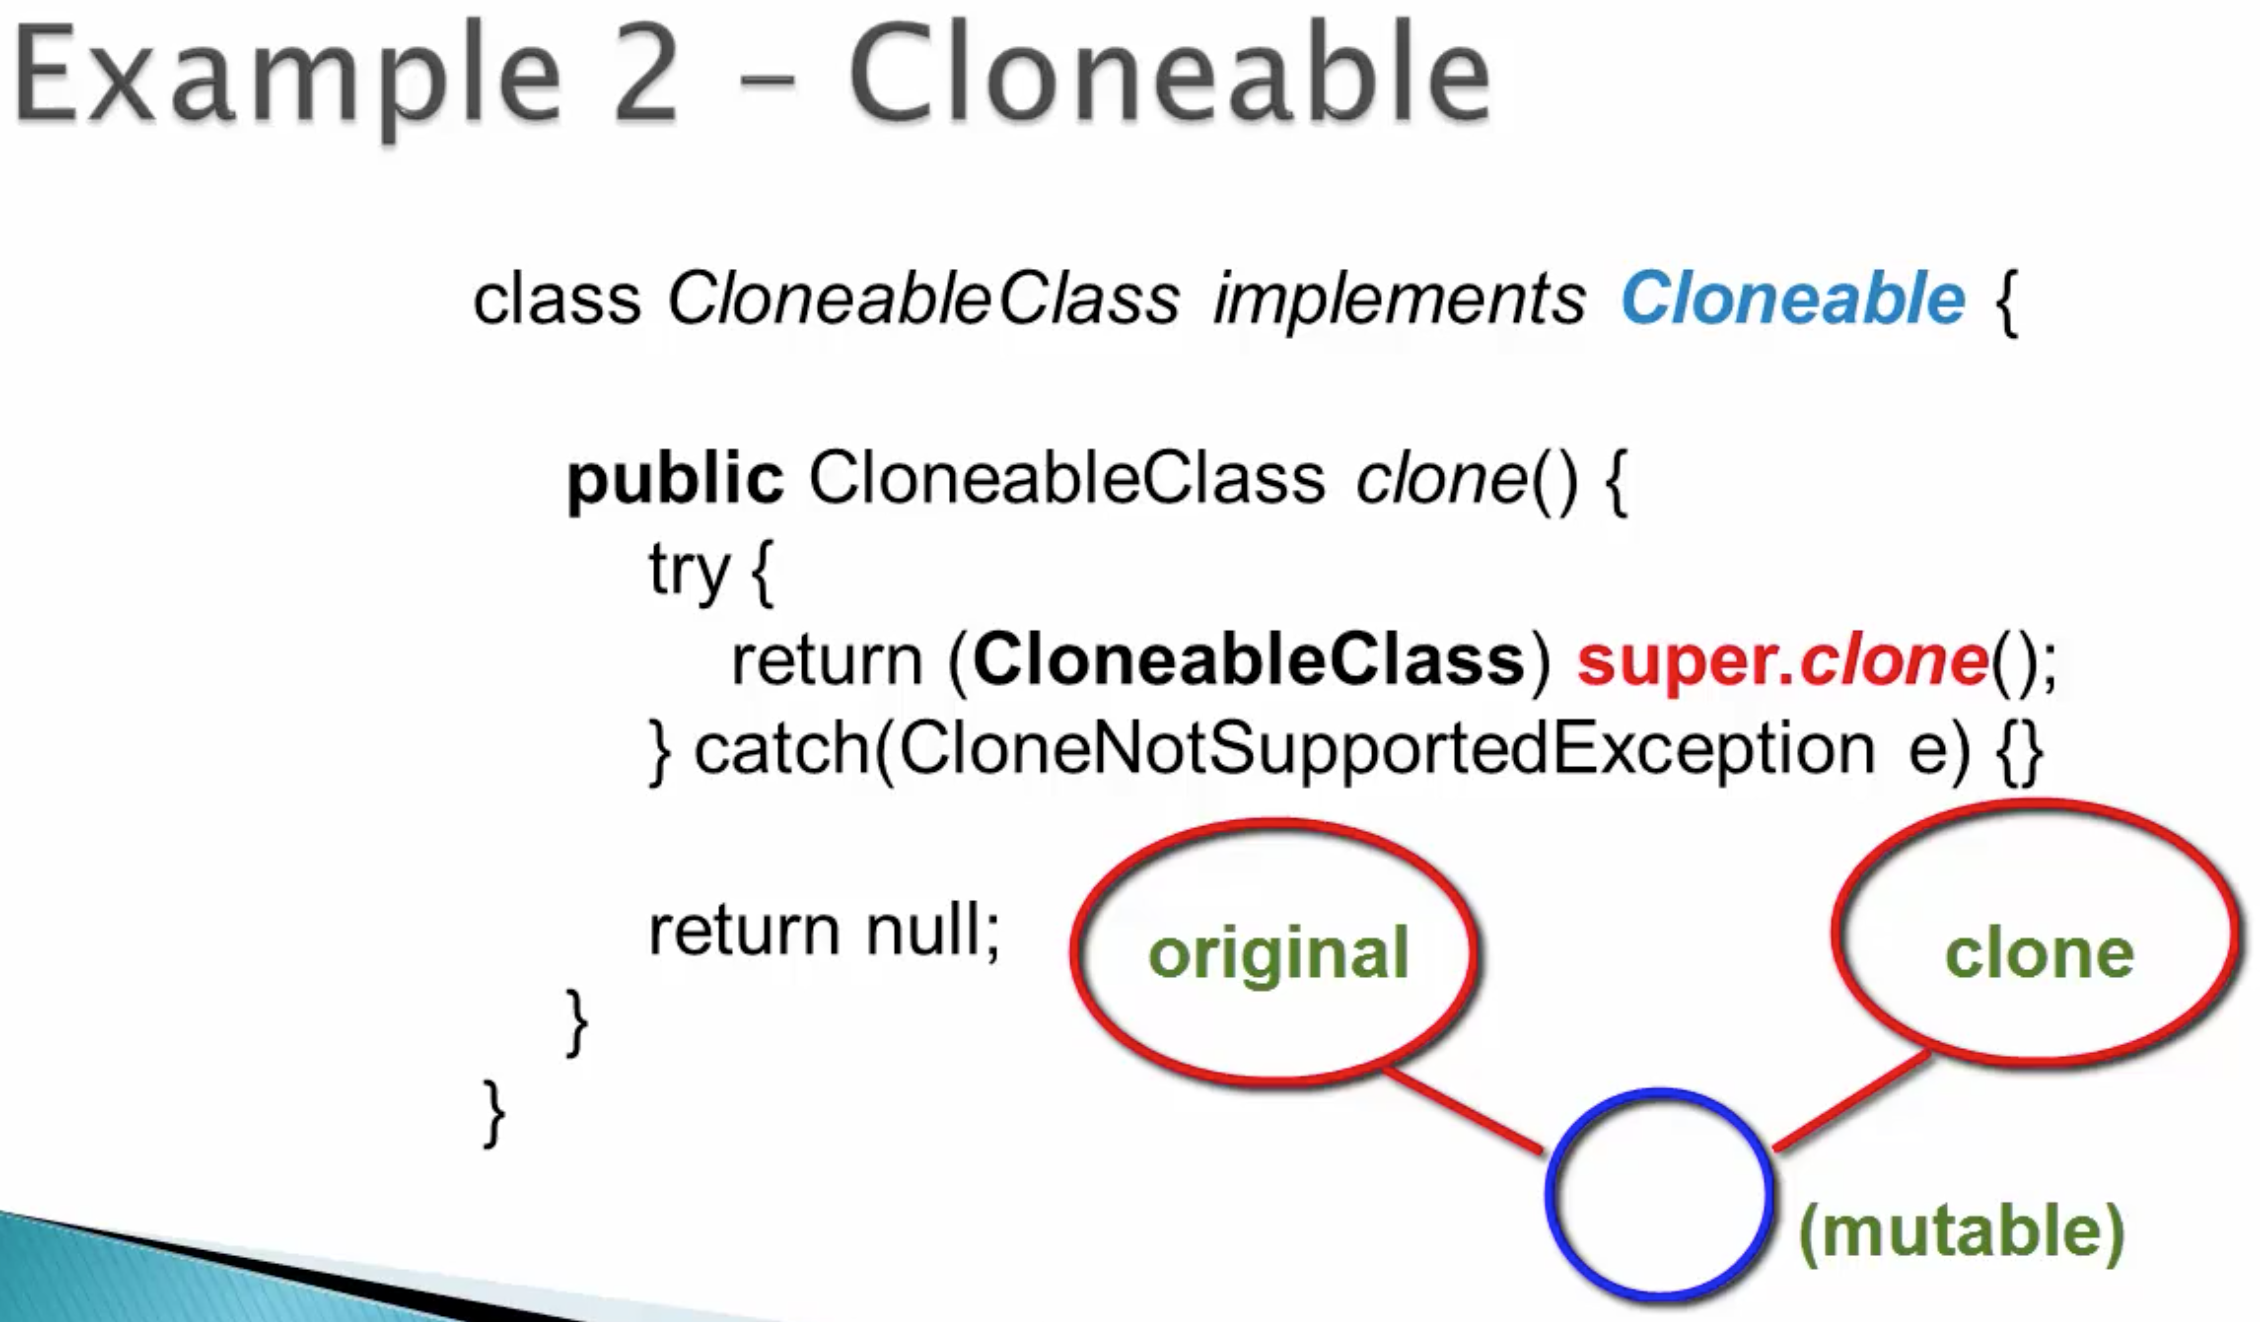 Example 2 – Cloneable
class CloneableClass implements Cloneable {
public CloneableClass clone() {
try {
return (CloneableClass) super.clone();
} catch(CloneNotSupportedException e) {}
return null;
}
}
original
clone
(mutable)